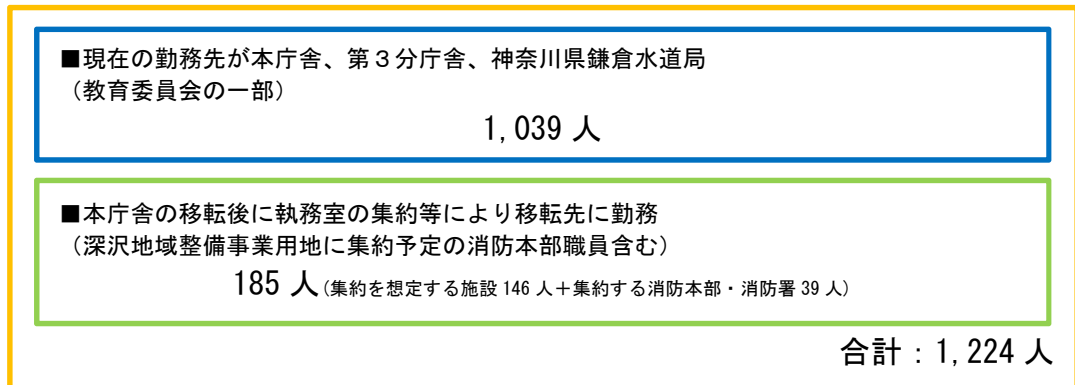 ■現在の勤務先が本庁舎、第３分庁舎、神奈川県鎌倉水道局
（教育委員会の一部）
1,039 人
■本庁舎の移転後に執務室の集約等により移転先に勤務
（深沢地域整備事業用地に集約予定の消防本部職員含む）
185 人（集約を想定する施設 146 人＋集約する消防本部・消防署 39 人）
合計：1,224 人